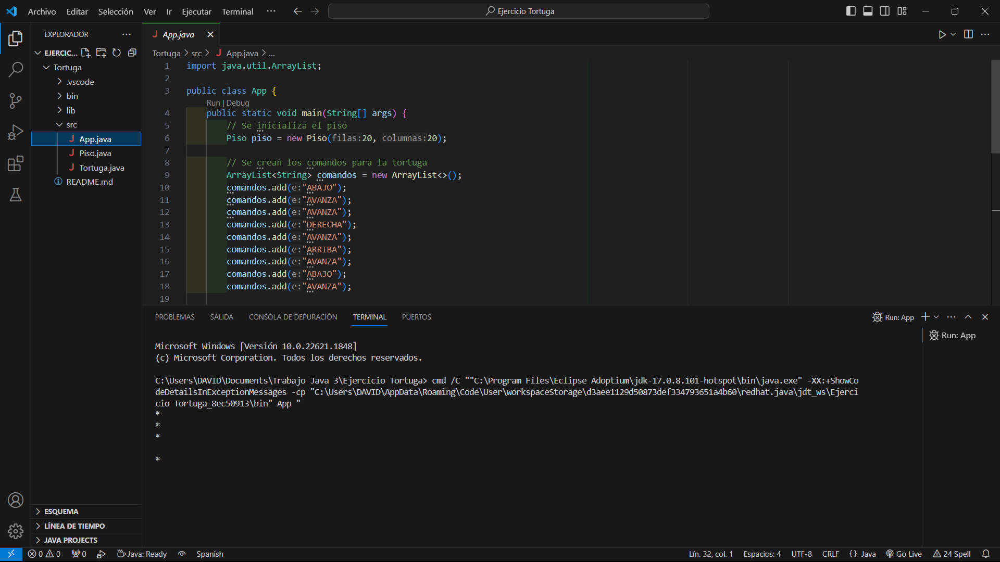 Archivo Editar Selección Ver Ir Ejecutar Terminal ··· Ejercicio Tortuga
EXPLORADOR ···
EJERCIC...
Tortuga
.vscode
bin
lib
src
J App.java
J Piso.java
J Tortuga.java
README.md
ESQUEMA
LÍNEA DE TIEMPO
JAVA PROJECTS
J App.java
Tortuga > src > J App.java > ...
1 import java.util.ArrayList;
2
3 public class App {
Run | Debug
4 public static void main(String[] args) {
5 // Se inicializa el piso
6 Piso piso = new Piso(filas:20, columnas:20);
7
8 // Se crean los comandos para la tortuga
9 ArrayList<String> comandos = new ArrayList<>();
10 comandos.add(e:"ABAJO");
11 comandos.add(e:"AVANZA");
12 comandos.add(e:"AVANZA");
13 comandos.add(e:"DERECHA");
14 comandos.add(e:"AVANZA");
15 comandos.add(e:"ARRIBA");
16 comandos.add(e:"AVANZA");
17 comandos.add(e:"ABAJO");
18 comandos.add(e:"AVANZA");
19
PROBLEMAS SALIDA CONSOLA DE DEPURACIÓN TERMINAL PUERTOS Run: App
Run: App
Microsoft Windows [Versión 10.0.22621.1848]
(c) Microsoft Corporation. Todos los derechos reservados.
C:\Users\DAVID\Documents\Trabajo Java 3\Ejercicio Tortuga> cmd /C ""C:\Program Files\Eclipse Adoptium\jdk-17.0.8.101-hotspot\bin\java.exe" -XX:+ShowCo
deDetailsInExceptionMessages -cp "C:\Users\DAVID\AppData\Roaming\Code\User\workspaceStorage\d3aee1129d50873def334793651a4b60\redhat.java\jdt_ws\Ejerci
cio Tortuga_8ec50913\bin" App "
*
*
*
*
0 0 0 Java: Ready Spanish Lín. 32, col. 1 Espacios: 4 UTF-8 CRLF {} Java Go Live 24 Spell